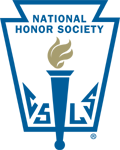 NATIONAL
HONOR SOCIETY
C S L S
®